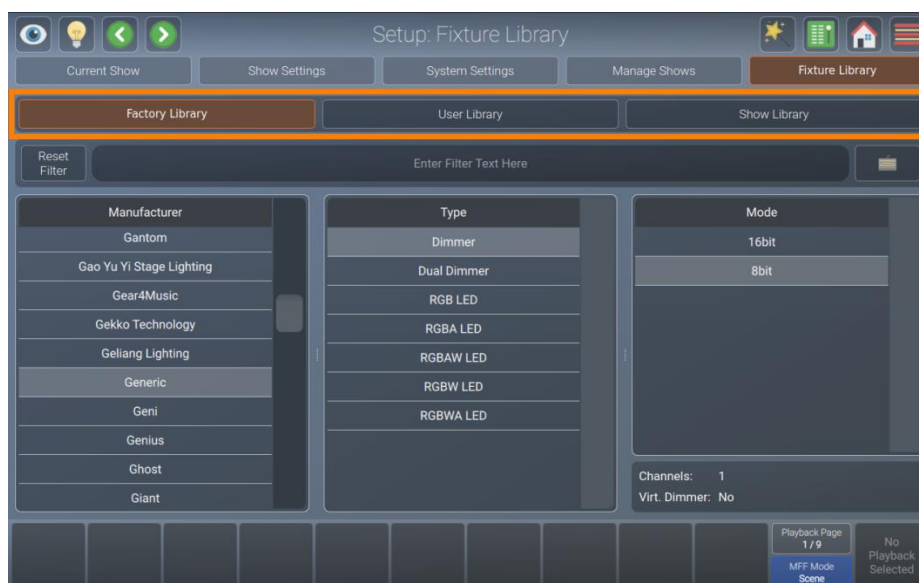 Setup: Fixture Library
Current Show
Show Settings
System Settings
Manage Shows
Fixture Library
Factory Library
User Library
Show Library
Reset
Filter
Enter Filter Text Here
Manufacturer
Gantom
Gao Yu Yi Stage Lighting
Gear4Music
Gekko Technology
Geliang Lighting
Generic
Geni
Genius
Ghost
Giant
Type
Dimmer
Dual Dimmer
RGB LED
RGBA LED
RGBAW LED
RGBW LED
RGBWA LED
Mode
16bit
8bit
Channels: 1
Virt. Dimmer: No
Playback Page
1 / 9
MFF Mode
Scene
No
Playback
Selected